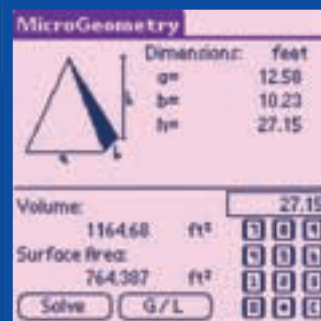 MicroGeometry
Dimensions: feet
a= 12.58
b= 10.23
h= 27.15
h
a b
Volume: 27.15
1164.68 ft³
Surface Area:
764.387 ft²
Solve G/L